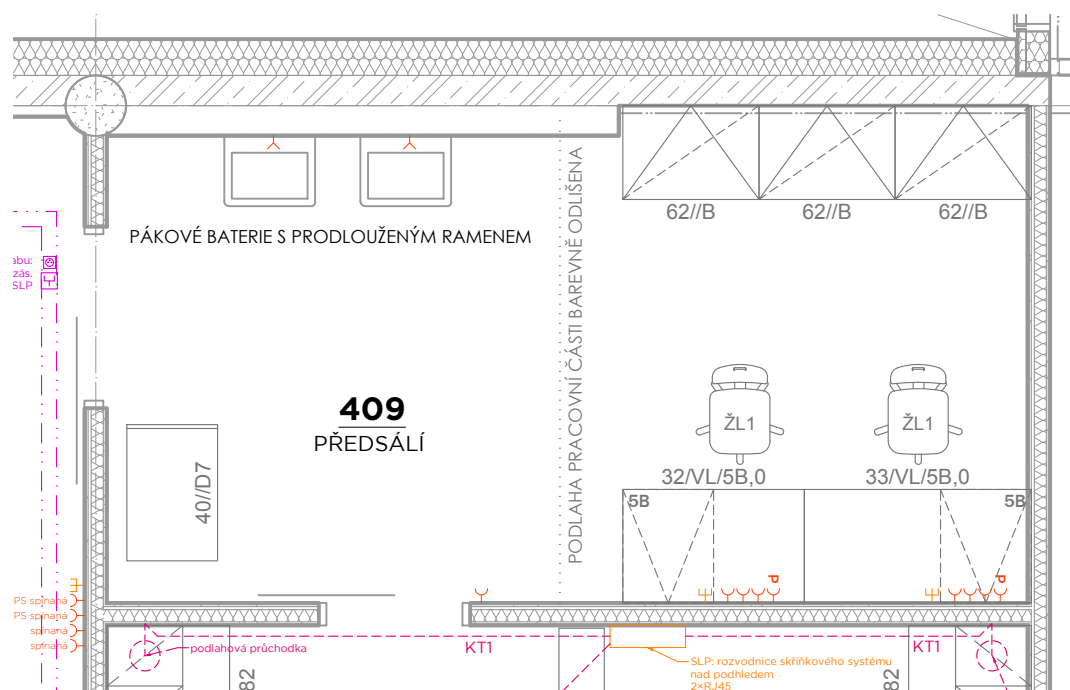 62//B
62//B
62//B
PÁKOVÉ BATERIE S PRODLOUŽENÝM RAMENEM
PODLAHA PRACOVNÍ ČÁSTI BAREVNĚ ODLIŠENA
abu:
zás.
SLP
409
PŘEDSÁLÍ
ŽL1
ŽL1
40//D7
32/VL/5B,0
33/VL/5B,0
5B
5B
P
P
PS spínaná
PS spínaná
spínaná
spínaná
podlahová průchodka
KT1
KT1
82
82
SLP: rozvodnice skříňkového systému
nad podhledem
2×RJ45